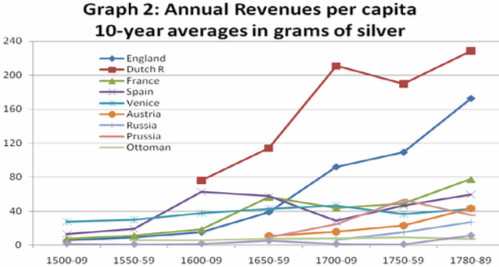 Graph 2: Annual Revenues per capita
10-year averages in grams of silver
240
200
160
120
80
40
0
England
Dutch R
France
Spain
Venice
Austria
Russia
Prussia
Ottoman
1500-09 1550-59 1600-09 1650-59 1700-09 1750-59 1780-89